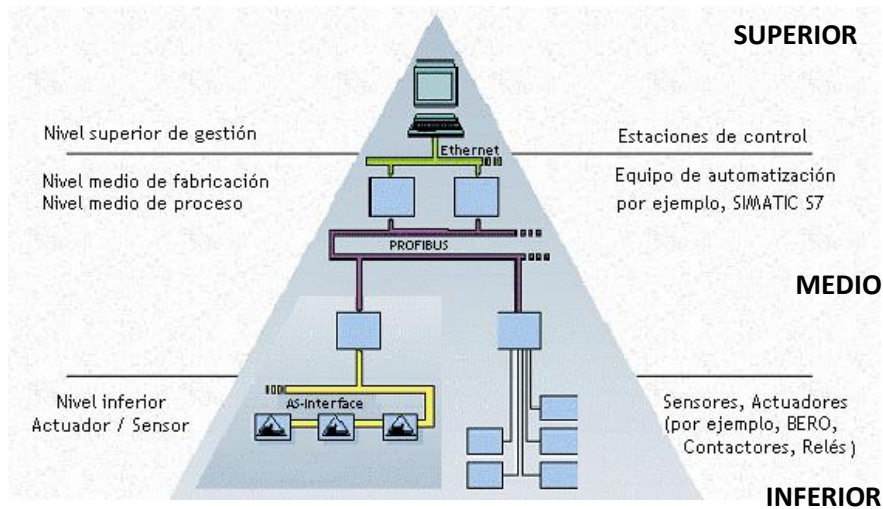 SUPERIOR
Nivel superior de gestión
Estaciones de control
Ethernet
Nivel medio de fabricación
Nivel medio de proceso
Equipo de automatización
por ejemplo, SIMATIC S7
PROFIBUS
MEDIO
Nivel inferior
Actuador / Sensor
AS-Interface
Sensores, Actuadores
(por ejemplo, BERO,
Contactores, Relés)
INFERIOR